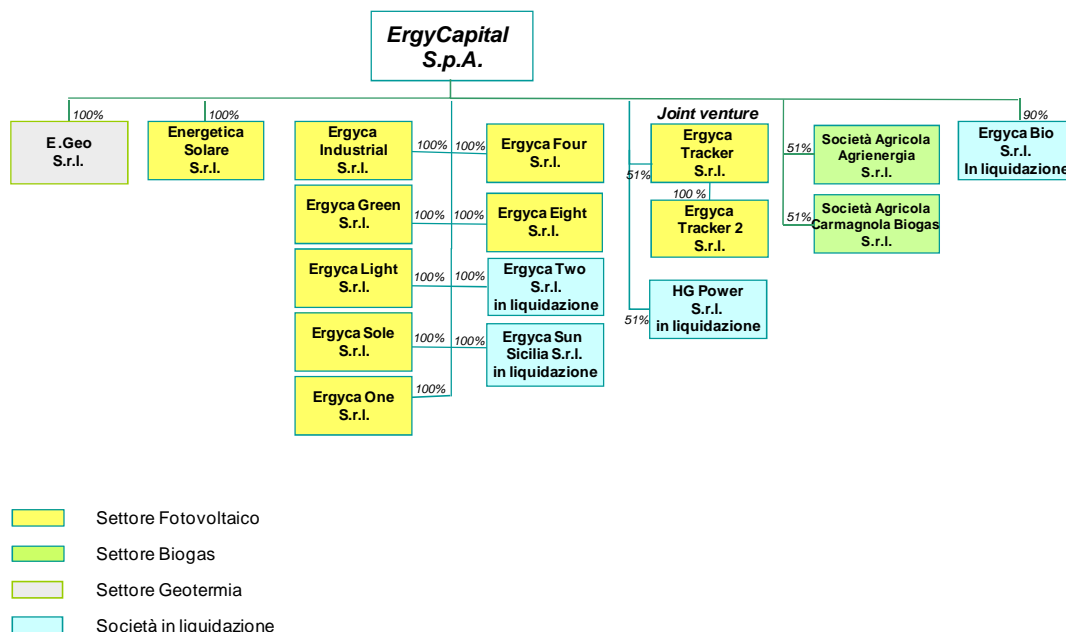 ErgyCapital
S.p.A.
100%
E.Geo
S.r.l.
100%
Energetica
Solare
S.r.l.
Ergyca
Industrial
S.r.l.
100%
100%
Ergyca Four
S.r.l.
Ergyca Green
S.r.l.
100%
100%
Ergyca Eight
S.r.l.
Ergyca Light
S.r.l.
100%
100%
Ergyca Two
S.r.l.
in liquidazione
Ergyca Sole
S.r.l.
100%
100%
Ergyca Sun
Sicilia S.r.l.
in liquidazione
Ergyca One
S.r.l.
100%
Joint venture
51%
Ergyca
Tracker
S.r.l.
100 %
Ergyca
Tracker 2
S.r.l.
51%
HG Power
S.r.l.
in liquidazione
51%
Società Agricola
Agrienergia
S.r.l.
51%
Società Agricola
Carmagnola Biogas
S.r.l.
90%
Ergyca Bio
S.r.l.
In liquidazione
Settore Fotovoltaico
Settore Biogas
Settore Geotermia
Società in liquidazione